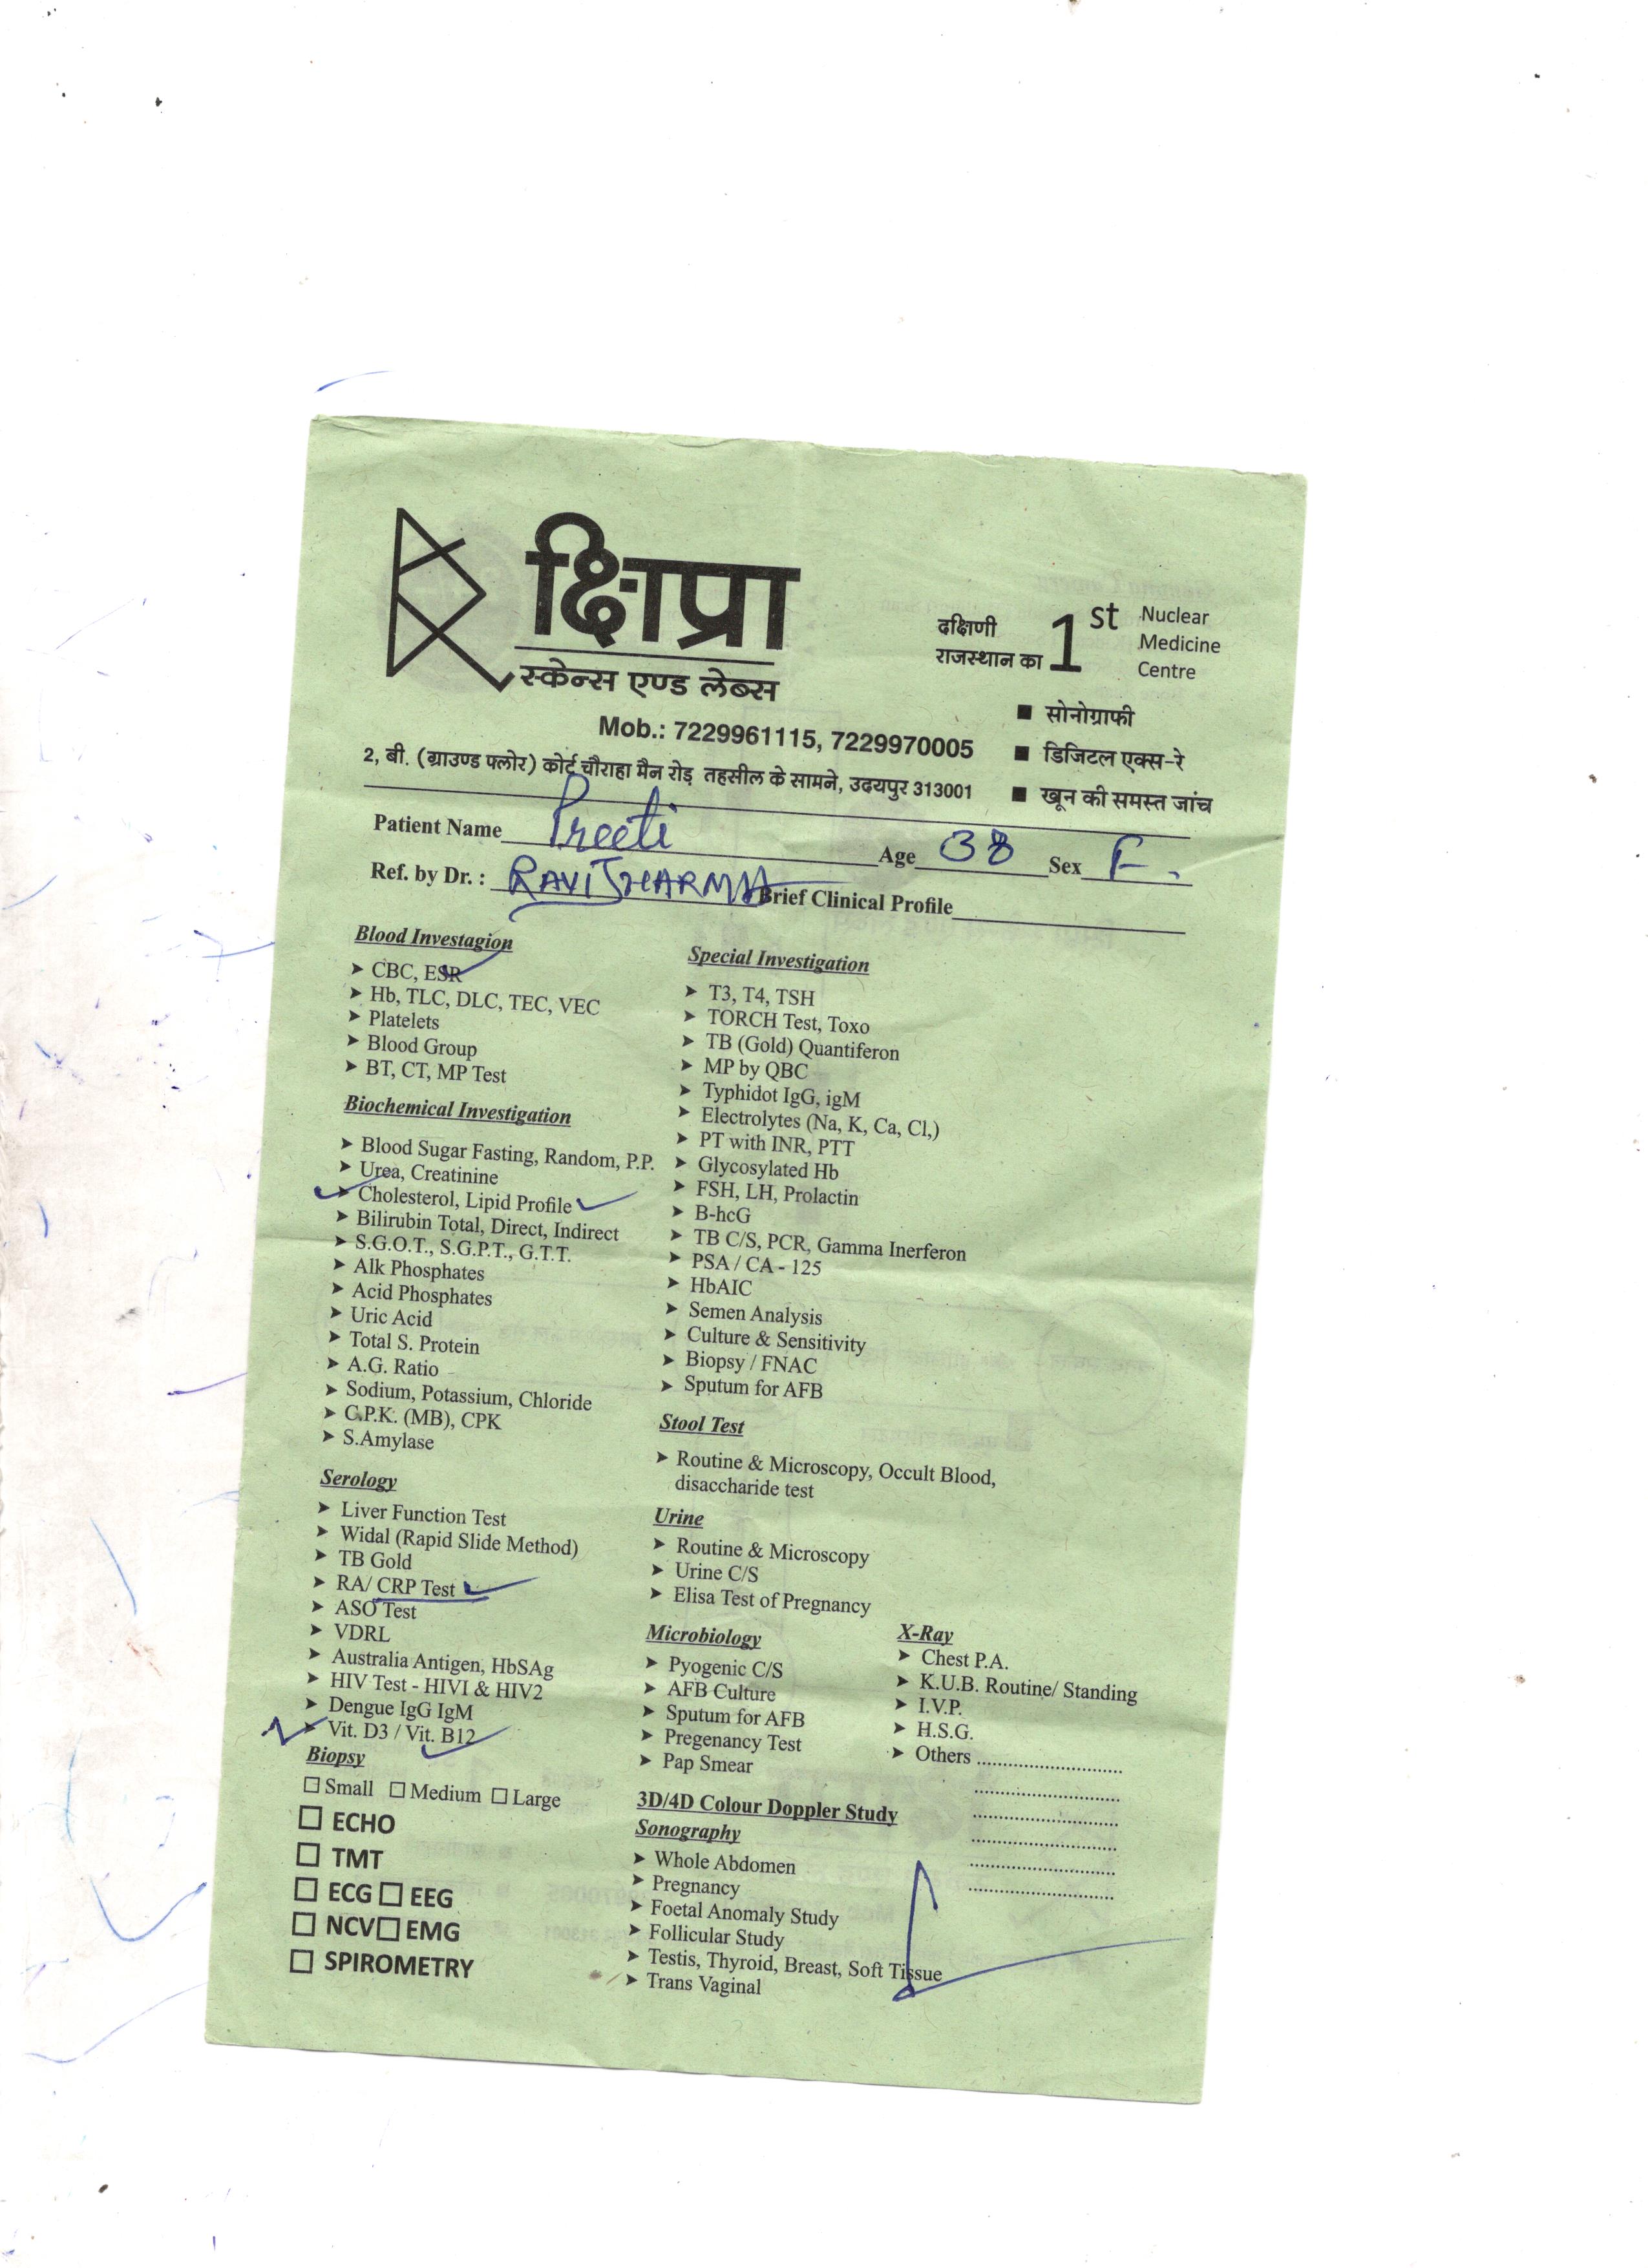 क्षिप्रा
स्केन्स एण्ड लेब्स
दक्षिणी राजस्थान का 1st Nuclear Medicine Centre
Mob.: 7229961115, 7229970005
2, बी. (ग्राउण्ड फ्लोर) कोर्ट चौराहा मैन रोड़ तहसील के सामने, उदयपुर 313001
■ सोनोग्राफी
■ डिजिटल एक्स-रे
■ खून की समस्त जांच
Patient Name Preeti Age 38 Sex F.
Ref. by Dr. : RAVI SHARMA Brief Clinical Profile
Blood Investagion
➤ CBC, ESR
➤ Hb, TLC, DLC, TEC, VEC
➤ Platelets
➤ Blood Group
➤ BT, CT, MP Test
Biochemical Investigation
➤ Blood Sugar Fasting, Random, P.P.
➤ Urea, Creatinine
➤ Cholesterol, Lipid Profile
➤ Bilirubin Total, Direct, Indirect
➤ S.G.O.T., S.G.P.T., G.T.T.
➤ Alk Phosphates
➤ Acid Phosphates
➤ Uric Acid
➤ Total S. Protein
➤ A.G. Ratio
➤ Sodium, Potassium, Chloride
➤ C.P.K. (MB), CPK
➤ S.Amylase
Serology
➤ Liver Function Test
➤ Widal (Rapid Slide Method)
➤ TB Gold
➤ RA/ CRP Test
➤ ASO Test
➤ VDRL
➤ Australia Antigen, HbSAg
➤ HIV Test - HIVI & HIV2
➤ Dengue IgG IgM
➤ Vit. D3 / Vit. B12
Biopsy
☐ Small ☐ Medium ☐ Large
☐ ECHO
☐ TMT
☐ ECG ☐ EEG
☐ NCV ☐ EMG
☐ SPIROMETRY
Special Investigation
➤ T3, T4, TSH
➤ TORCH Test, Toxo
➤ TB (Gold) Quantiferon
➤ MP by QBC
➤ Typhidot IgG, igM
➤ Electrolytes (Na, K, Ca, Cl,)
➤ PT with INR, PTT
➤ Glycosylated Hb
➤ FSH, LH, Prolactin
➤ B-hcG
➤ TB C/S, PCR, Gamma Inerferon
➤ PSA / CA - 125
➤ HbAIC
➤ Semen Analysis
➤ Culture & Sensitivity
➤ Biopsy / FNAC
➤ Sputum for AFB
Stool Test
➤ Routine & Microscopy, Occult Blood,
disaccharide test
Urine
➤ Routine & Microscopy
➤ Urine C/S
➤ Elisa Test of Pregnancy
Microbiology
➤ Pyogenic C/S
➤ AFB Culture
➤ Sputum for AFB
➤ Pregenancy Test
➤ Pap Smear
X-Ray
➤ Chest P.A.
➤ K.U.B. Routine/ Standing
➤ I.V.P.
➤ H.S.G.
➤ Others ............................
3D/4D Colour Doppler Study
Sonography
➤ Whole Abdomen
➤ Pregnancy
➤ Foetal Anomaly Study
➤ Follicular Study
➤ Testis, Thyroid, Breast, Soft Tissue
➤ Trans Vaginal